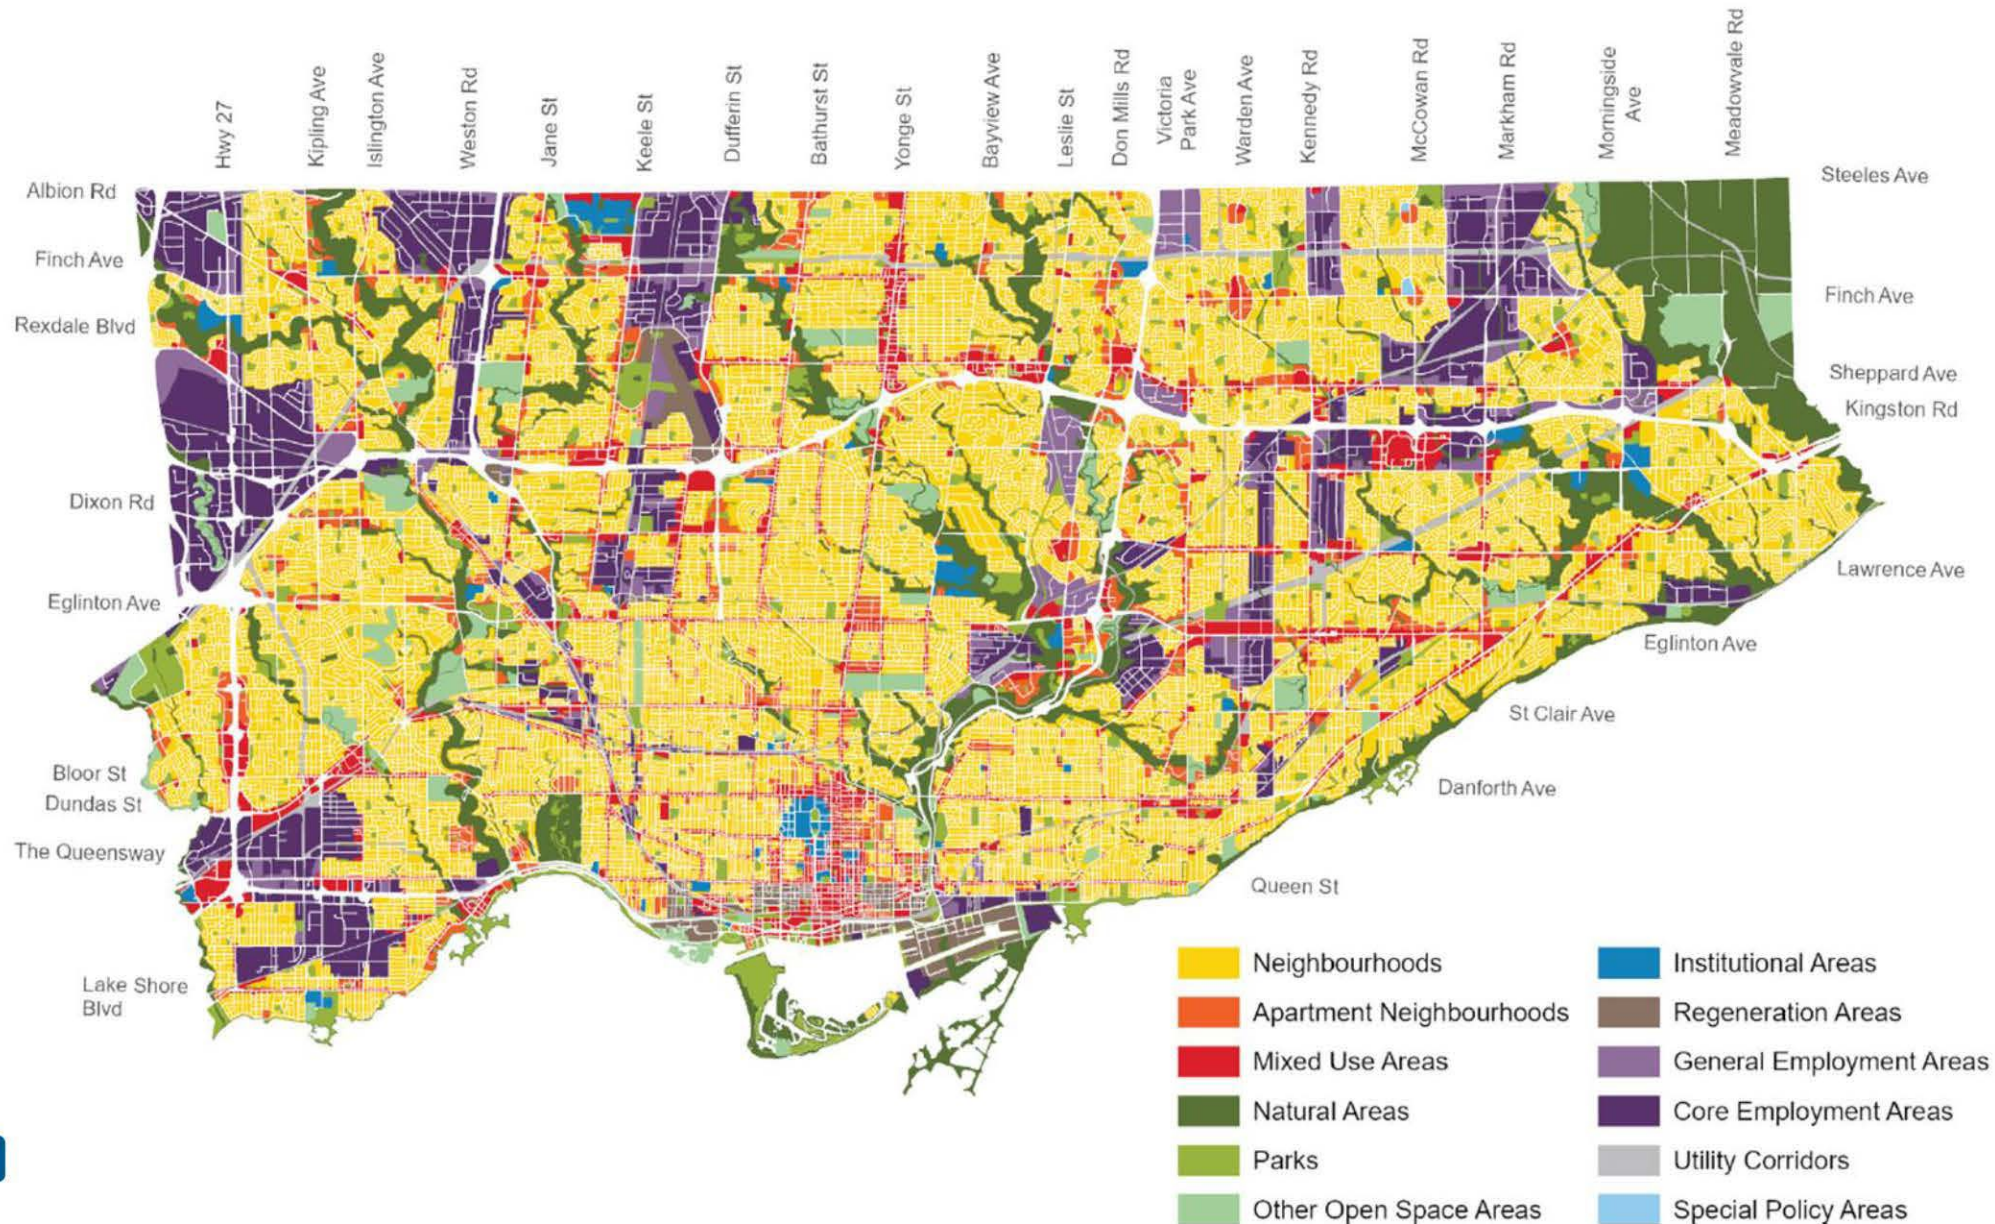 Hwy 27
Kipling Ave
Islington Ave
Weston Rd
Jane St
Keele St
Dufferin St
Bathurst St
Yonge St
Bayview Ave
Leslie St
Don Mills Rd
Victoria
Park Ave
Warden Ave
Kennedy Rd
McCowan Rd
Markham Rd
Morningside
Ave
Meadowvale Rd
Albion Rd
Finch Ave
Rexdale Blvd
Dixon Rd
Eglinton Ave
Bloor St
Dundas St
The Queensway
Lake Shore
Blvd
Steeles Ave
Finch Ave
Sheppard Ave
Kingston Rd
Lawrence Ave
Eglinton Ave
St Clair Ave
Danforth Ave
Queen St
Neighbourhoods
Apartment Neighbourhoods
Mixed Use Areas
Natural Areas
Parks
Other Open Space Areas
Institutional Areas
Regeneration Areas
General Employment Areas
Core Employment Areas
Utility Corridors
Special Policy Areas